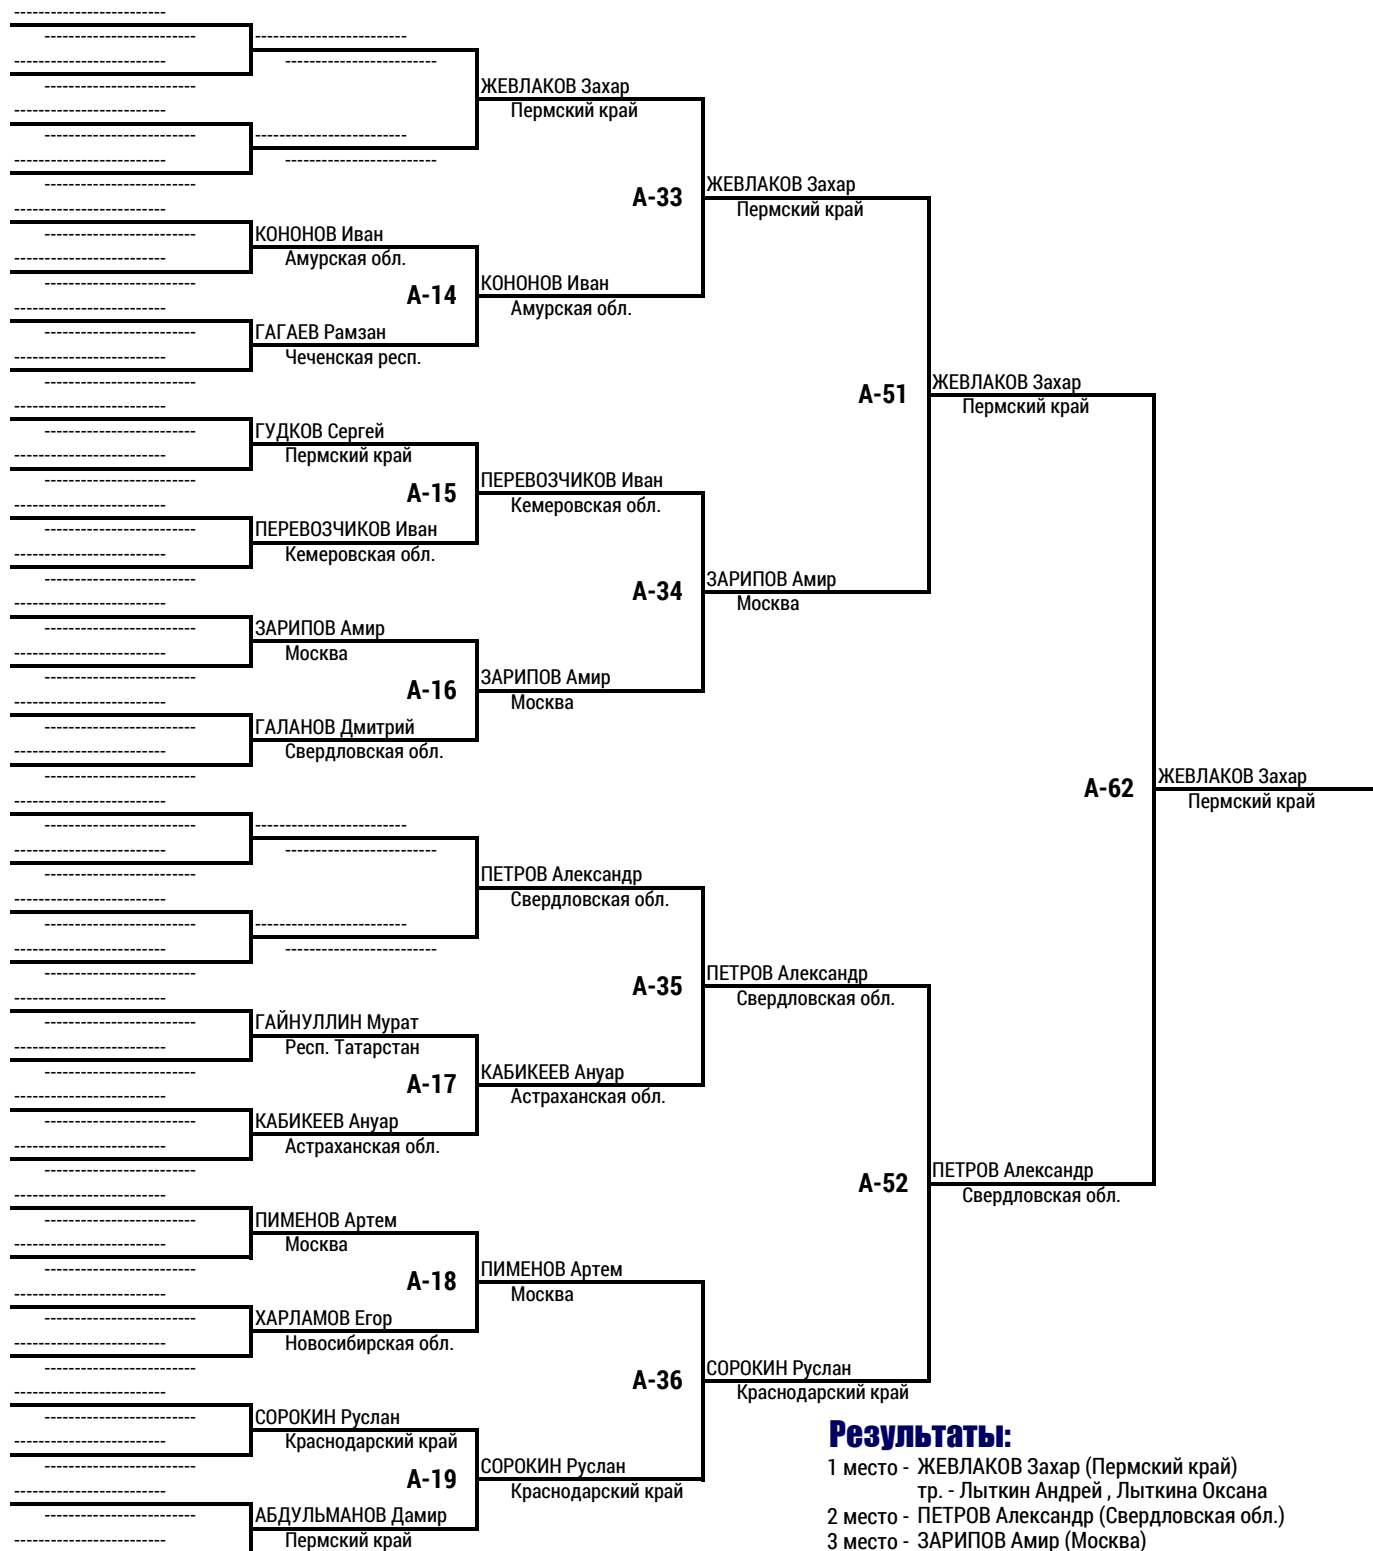 ЖЕВЛАКОВ Захар
Пермский край
А-33
ЖЕВЛАКОВ Захар
Пермский край
КОНОНОВ Иван
Амурская обл.
А-14
КОНОНОВ Иван
Амурская обл.
ГАГАЕВ Рамзан
Чеченская респ.
А-51
ЖЕВЛАКОВ Захар
Пермский край
ГУДКОВ Сергей
Пермский край
А-15
ПЕРЕВОЗЧИКОВ Иван
Кемеровская обл.
ПЕРЕВОЗЧИКОВ Иван
Кемеровская обл.
А-34
ЗАРИПОВ Амир
Москва
ЗАРИПОВ Амир
Москва
А-16
ЗАРИПОВ Амир
Москва
ГАЛАНОВ Дмитрий
Свердловская обл.
А-62
ЖЕВЛАКОВ Захар
Пермский край
ПЕТРОВ Александр
Свердловская обл.
А-35
ПЕТРОВ Александр
Свердловская обл.
ГАЙНУЛЛИН Мурат
Респ. Татарстан
А-17
КАБИКЕЕВ Ануар
Астраханская обл.
КАБИКЕЕВ Ануар
Астраханская обл.
А-52
ПЕТРОВ Александр
Свердловская обл.
ПИМЕНОВ Артем
Москва
А-18
ПИМЕНОВ Артем
Москва
ХАРЛАМОВ Егор
Новосибирская обл.
А-36
СОРОКИН Руслан
Краснодарский край
СОРОКИН Руслан
Краснодарский край
А-19
СОРОКИН Руслан
Краснодарский край
АБДУЛЬМАНОВ Дамир
Пермский край
Результаты:
1 место - ЖЕВЛАКОВ Захар (Пермский край)
тр. - Лыткин Андрей , Лыткина Оксана
2 место - ПЕТРОВ Александр (Свердловская обл.)
3 место - ЗАРИПОВ Амир (Москва)